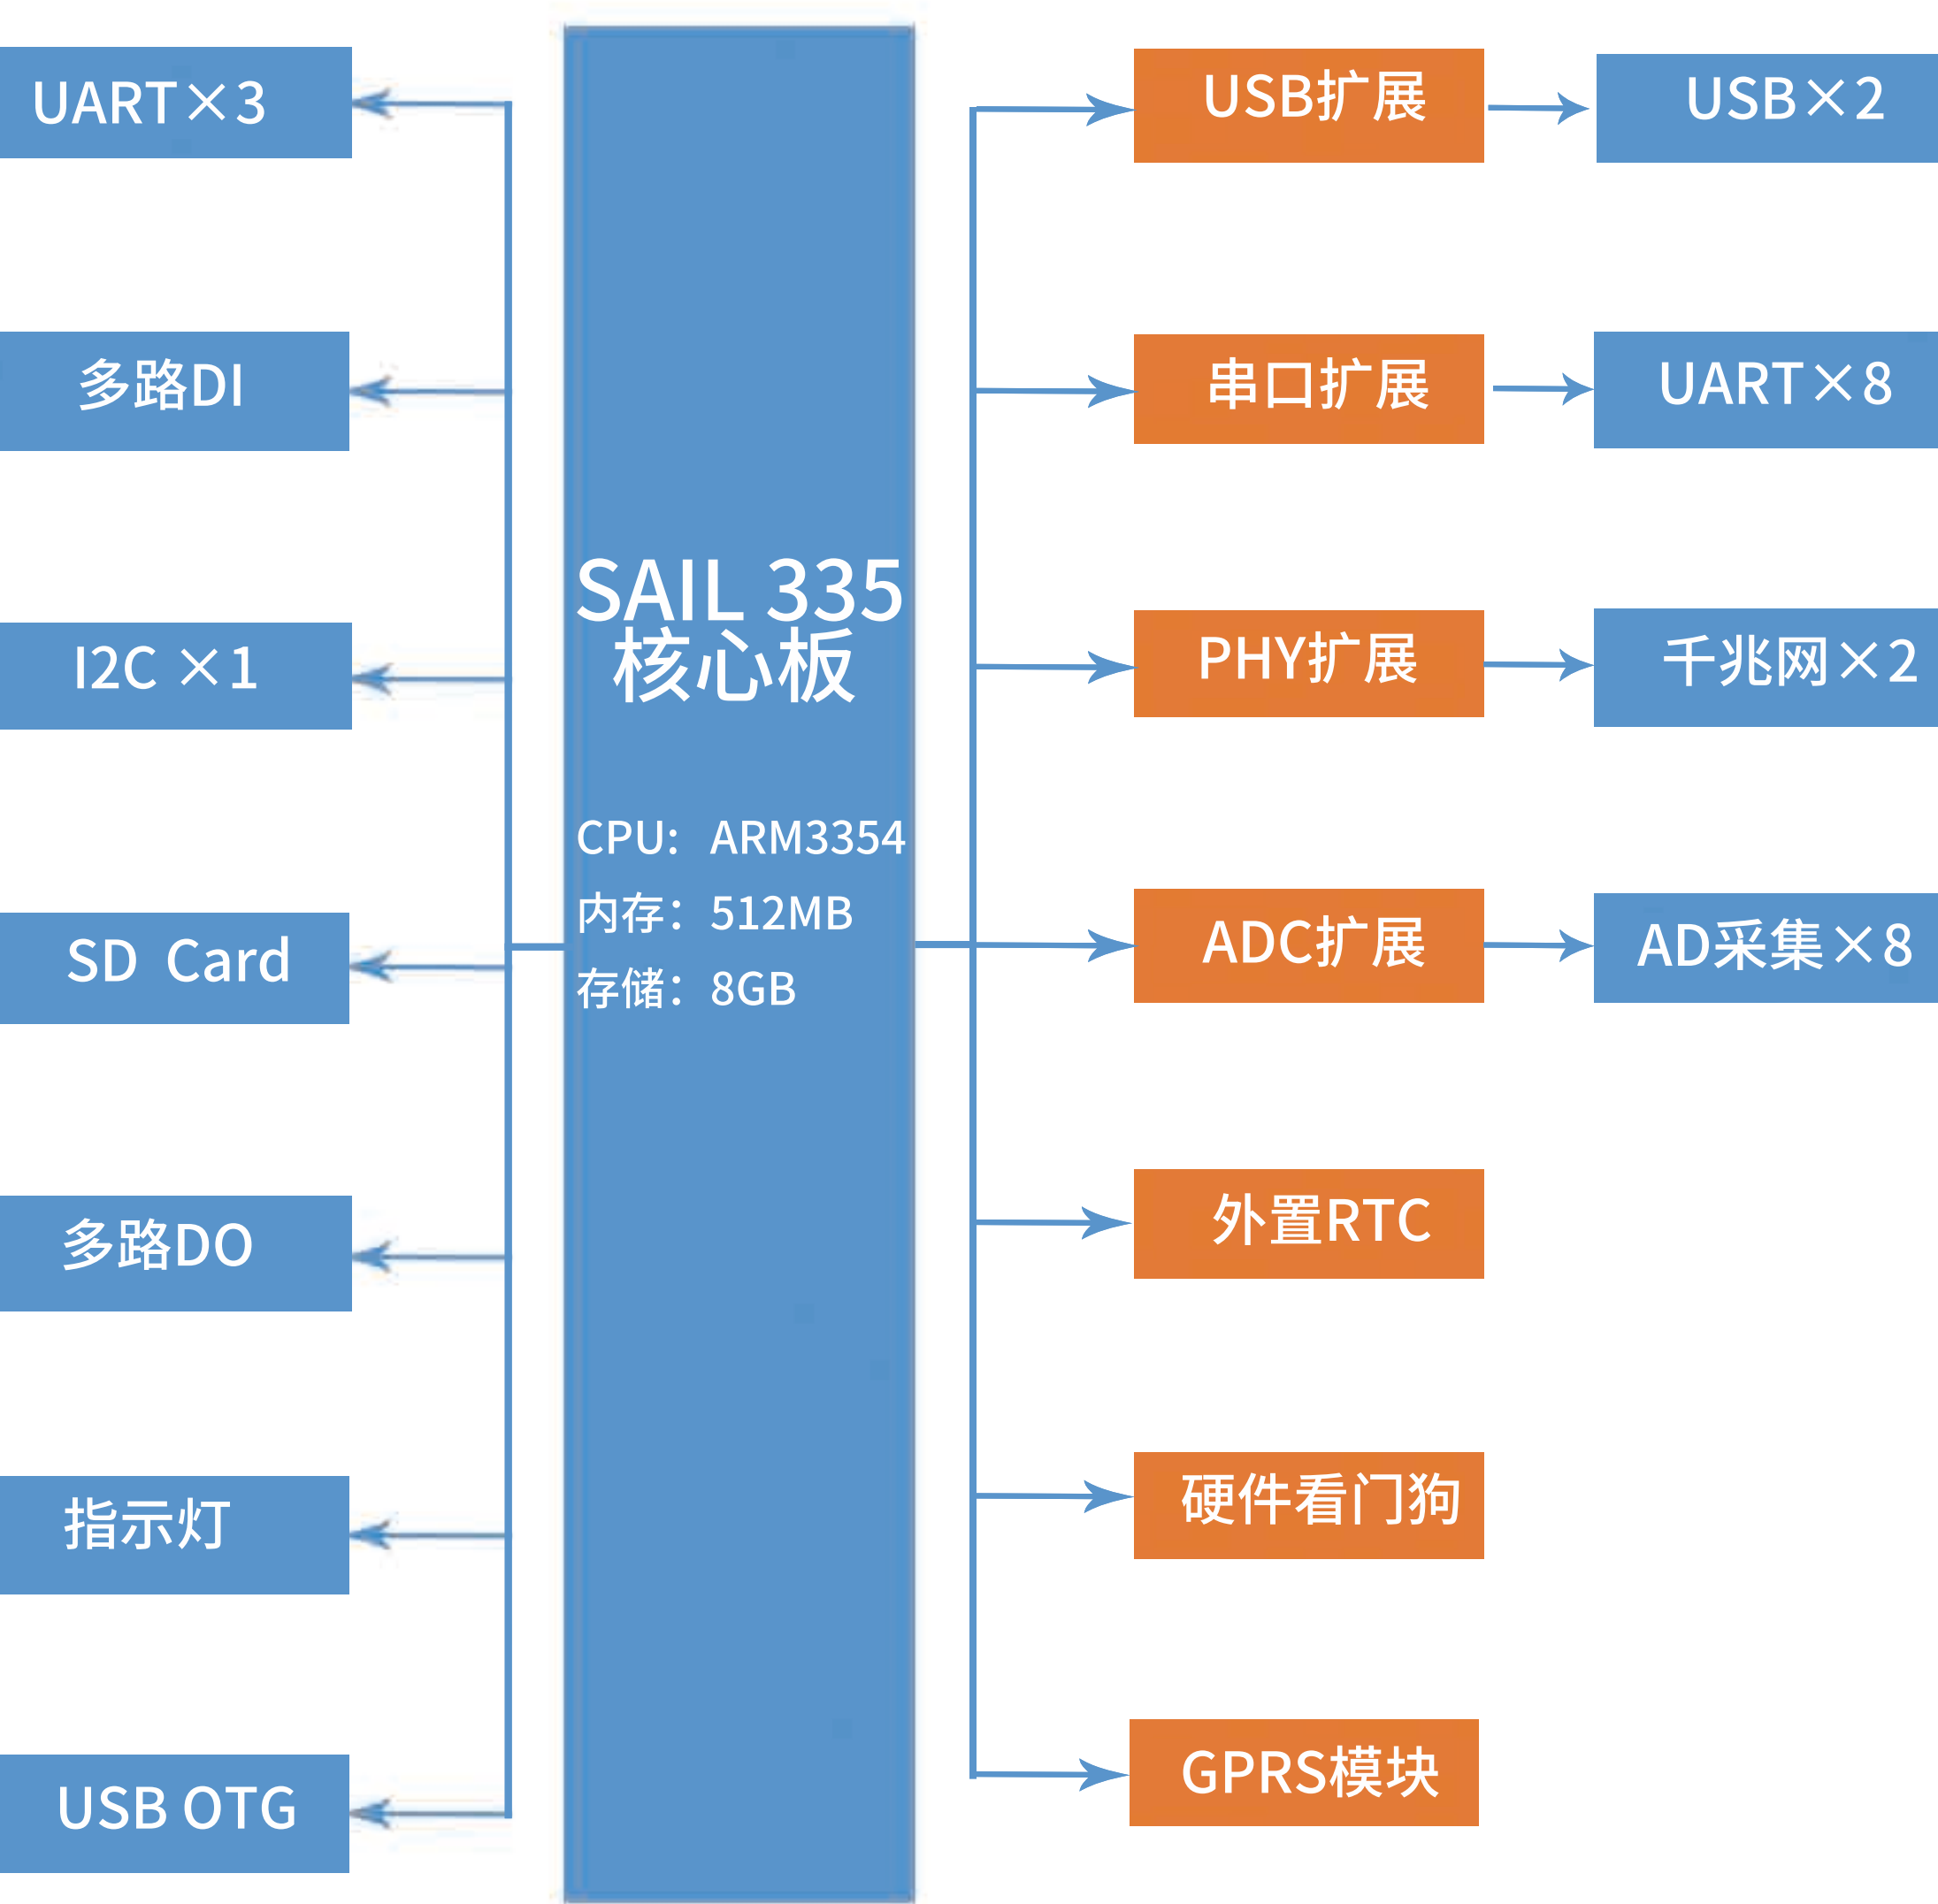 UART×3
多路DI
I2C ×1
SD Card
多路DO
指示灯
USB OTG
SAIL 335
核心板
CPU: ARM3354
内存：512MB
存储：8GB
USB扩展
串口扩展
PHY扩展
ADC扩展
外置RTC
硬件看门狗
GPRS模块
USB×2
UART×8
千兆网×2
AD采集×8